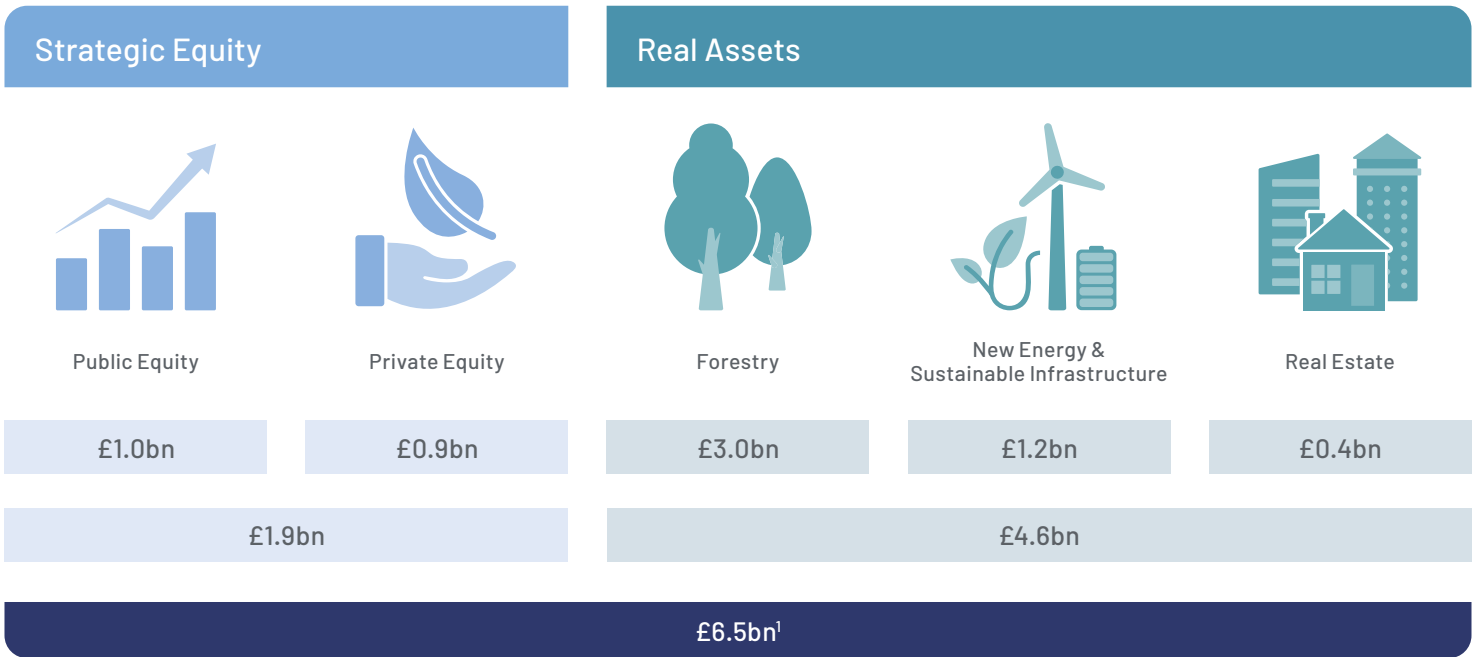 Strategic Equity
Real Assets
Public Equity
Private Equity
Forestry
New Energy &
Sustainable Infrastructure
Real Estate
£1.0bn
£0.9bn
£3.0bn
£1.2bn
£0.4bn
£1.9bn
£4.6bn
£6.5bn¹